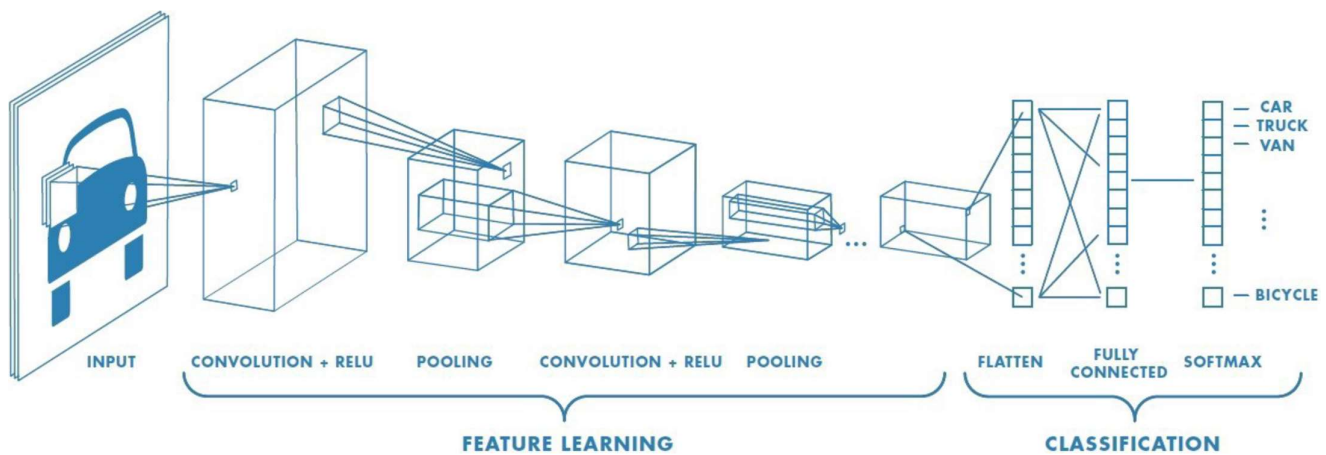 CAR
TRUCK
VAN
BICYCLE
INPUT
CONVOLUTION + RELU
POOLING
CONVOLUTION + RELU
POOLING
FLATTEN
FULLY
CONNECTED
SOFTMAX
FEATURE LEARNING
CLASSIFICATION